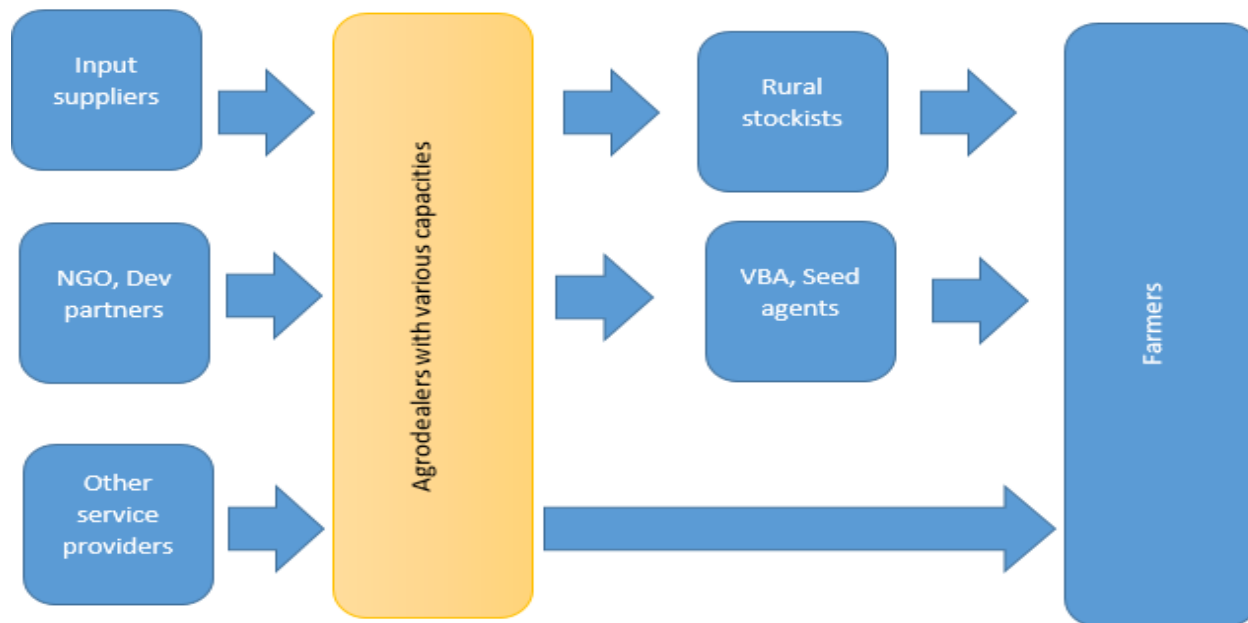 Input
suppliers
Agrodealers with various capacities
Rural
stockists
Farmers
NGO, Dev
partners
VBA, Seed
agents
Other
service
providers